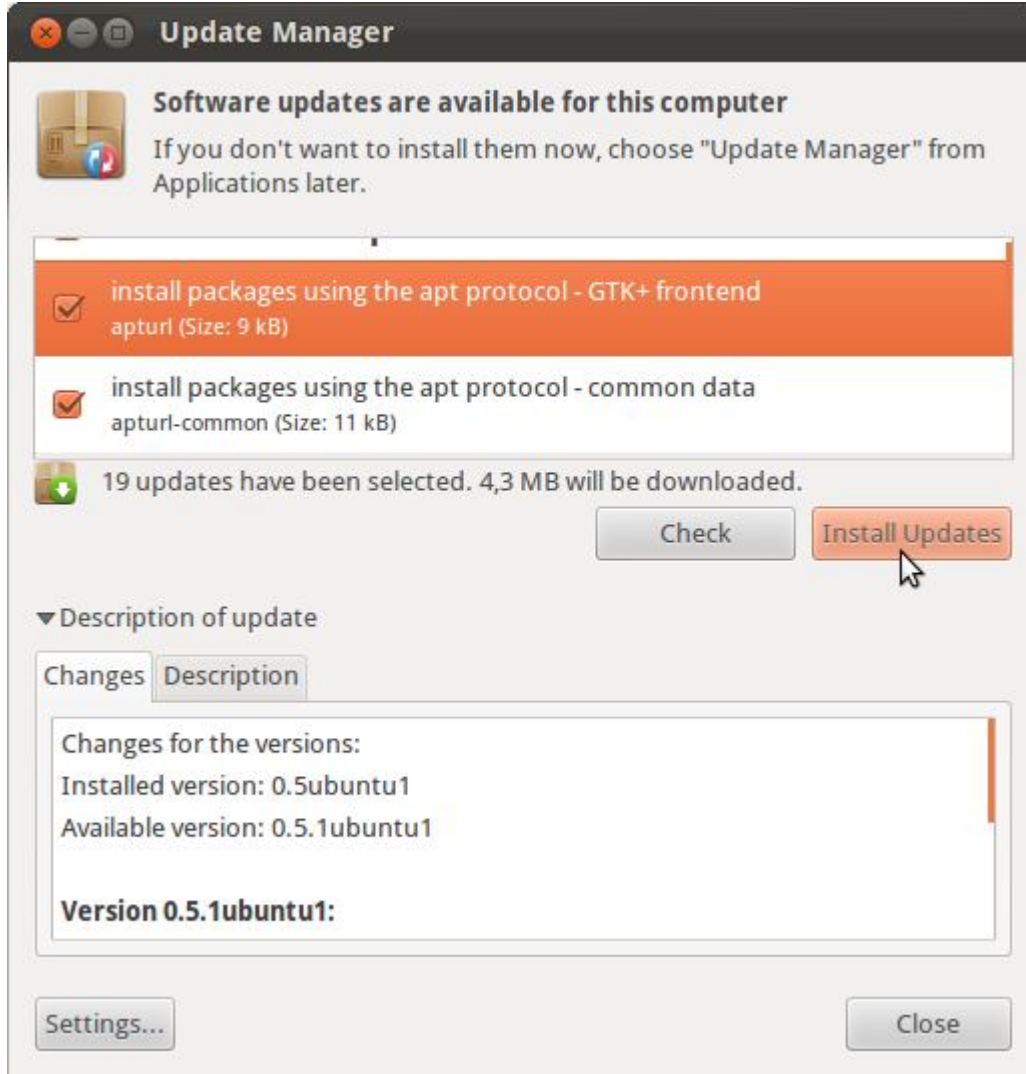 Update Manager
Software updates are available for this computer
If you don't want to install them now, choose "Update Manager" from
Applications later.
install packages using the apt protocol - GTK+ frontend
apturl (Size: 9 kB)
install packages using the apt protocol - common data
apturl-common (Size: 11 kB)
19 updates have been selected. 4,3 MB will be downloaded.
Check
Install Updates
Description of update
Changes
Description
Changes for the versions:
Installed version: 0.5ubuntu1
Available version: 0.5.1ubuntu1
Version 0.5.1ubuntu1:
Settings...
Close